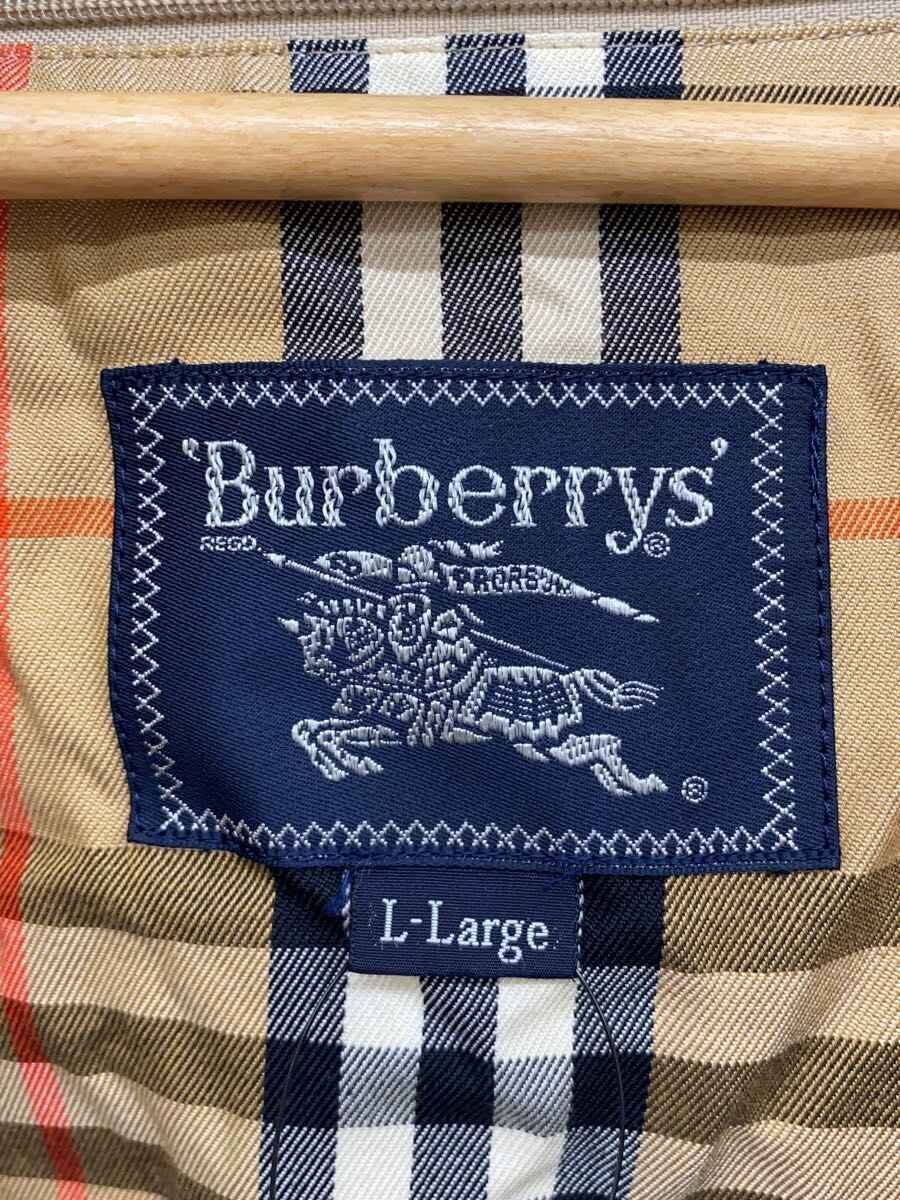 'Burberrys'
REGD. ®
PRORSUM
®
L-Large